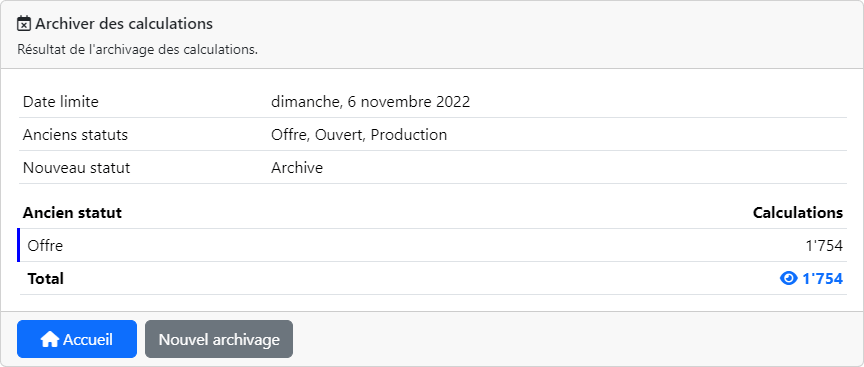 Archiver des calculations
Résultat de l'archivage des calculations.
Date limite dimanche, 6 novembre 2022
Anciens statuts Offre, Ouvert, Production
Nouveau statut Archive
Ancien statut Calculations
Offre 1'754
Total 1'754
Accueil Nouvel archivage